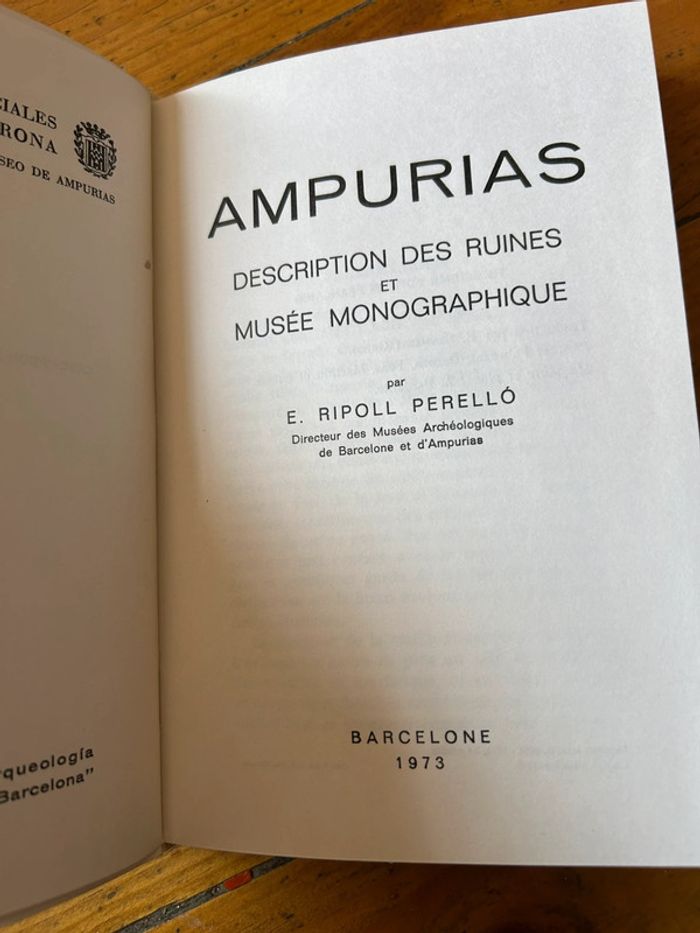 CIALES
RONA
SEO DE AMPURIAS
rqueología
Barcelona"
AMPURIAS
DESCRIPTION DES RUINES
ET
MUSÉE MONOGRAPHIQUE
par
E. RIPOLL PERELLÓ
Directeur des Musées Archéologiques
de Barcelone et d'Ampurias
BARCELONE
1973